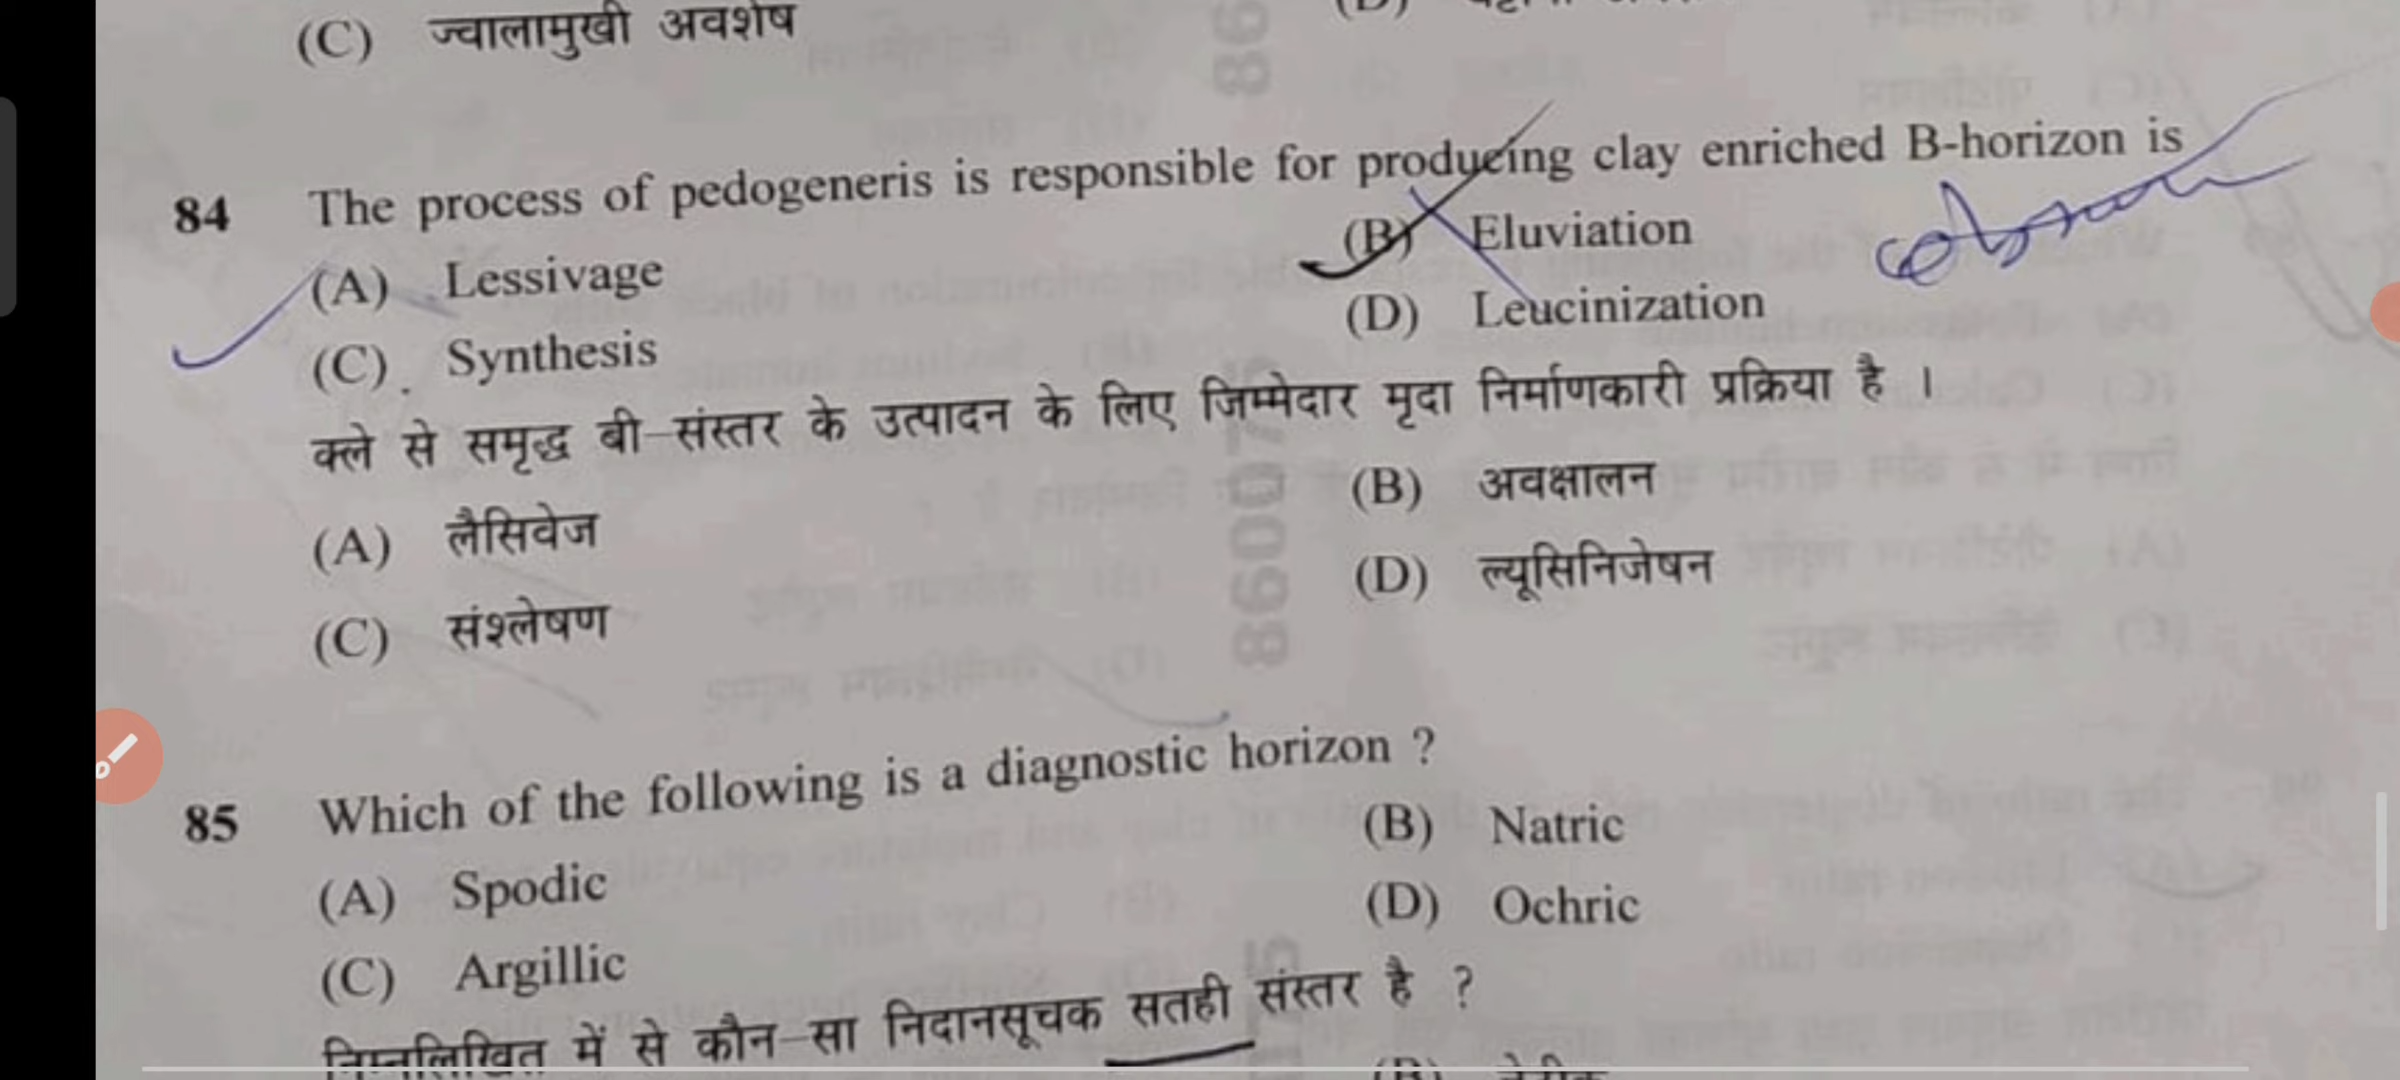 (C) ज्वालामुखी अवशेष
84 The process of pedogeneris is responsible for producing clay enriched B-horizon is
(A) Lessivage (B) Eluviation
(C) Synthesis (D) Leucinization
क्ले से समृद्ध बी-संस्तर के उत्पादन के लिए जिम्मेदार मृदा निर्माणकारी प्रक्रिया है ।
(A) लैसिवेज (B) अवक्षालन
(C) संश्लेषण (D) ल्यूसिनिजेषन
860075
85 Which of the following is a diagnostic horizon ?
(A) Spodic (B) Natric
(C) Argillic (D) Ochric
निम्नलिखित में से कौन-सा निदानसूचक सतही संस्तर है ?